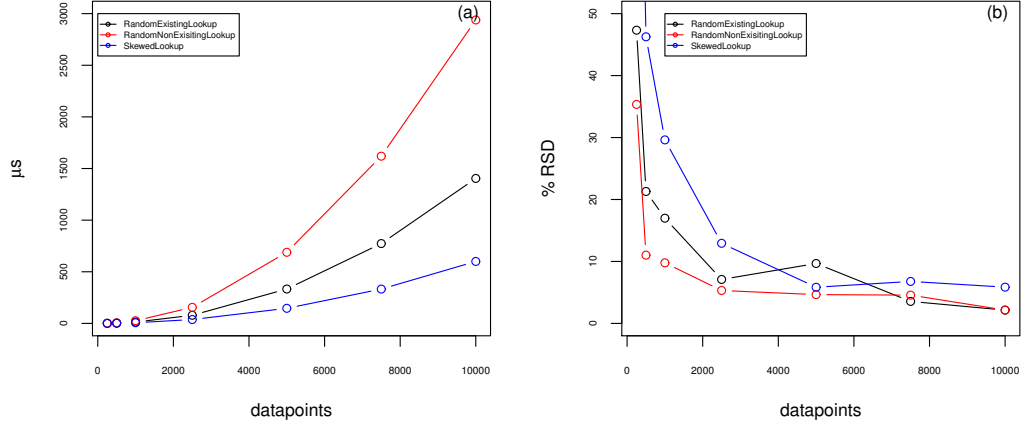 (a)
RandomExistingLookup
RandomNonExisitingLookup
SkewedLookup
3000
2500
2000
1500
1000
500
0
µs
0 2000 4000 6000 8000 10000
datapoints
(b)
RandomExistingLookup
RandomNonExisitingLookup
SkewedLookup
50
40
30
20
10
0
% RSD
0 2000 4000 6000 8000 10000
datapoints